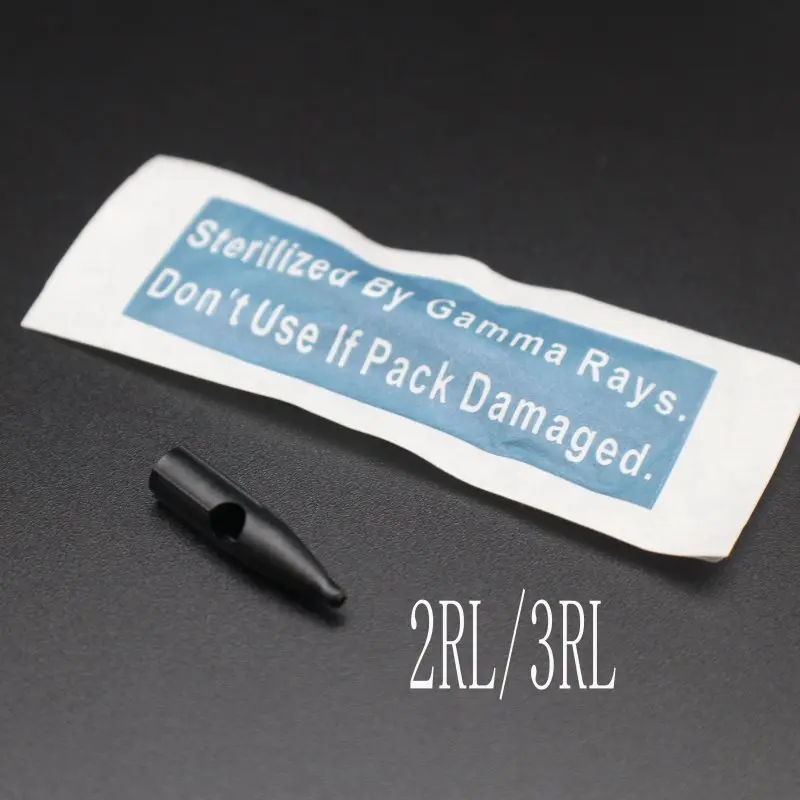 Sterilized By Gamma Rays.
Don't Use If Pack Damaged.
2RL/3RL